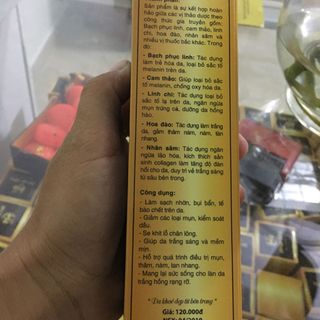 Sản phẩm là sự kết hợp hoàn
hảo giữa các vị thảo dược theo
công thức gia truyền gồm:
Bạch phục linh, cam thảo, linh
chi, hoa đào, nhân sâm và
nhiều vị thuốc bắc khác. Trong
đó:
- Bạch phục linh: Tác dụng
làm trẻ hóa da, loại bỏ sắc tố
melanin trên da.
- Cam thảo: Giúp loại bỏ sắc
tố melanin, chống oxy hóa da.
- Linh chi: Tác dụng loại bỏ
sắc tố lạ trên da, ngăn ngừa
mụn trứng cá, dưỡng da hồng
hào.
- Hoa đào: Tác dụng làm trắng
da, giảm thâm nám, nám, tàn
nhang.
- Nhân sâm: Tác dụng ngăn
ngừa lão hóa, kích thích sản
sinh collagen làm tăng độ đàn
hồi cho da, duy trì vẻ trắng sáng
từ sâu bên trong.
Công dụng:
- Làm sạch nhờn, bụi bẩn, tế
bào chết trên da.
- Giảm các loại mụn, kiềm soát
dầu.
- Se khít lỗ chân lông.
- Giúp da trắng sáng và mềm
mịn.
- Hỗ trợ quá trình điều trị mụn,
thâm, nám, tàn nhang.
- Mang lại sức sống cho làn da
trắng hồng rạng rỡ.
"Da khoẻ đẹp từ bên trong"
Giá: 120.000đ